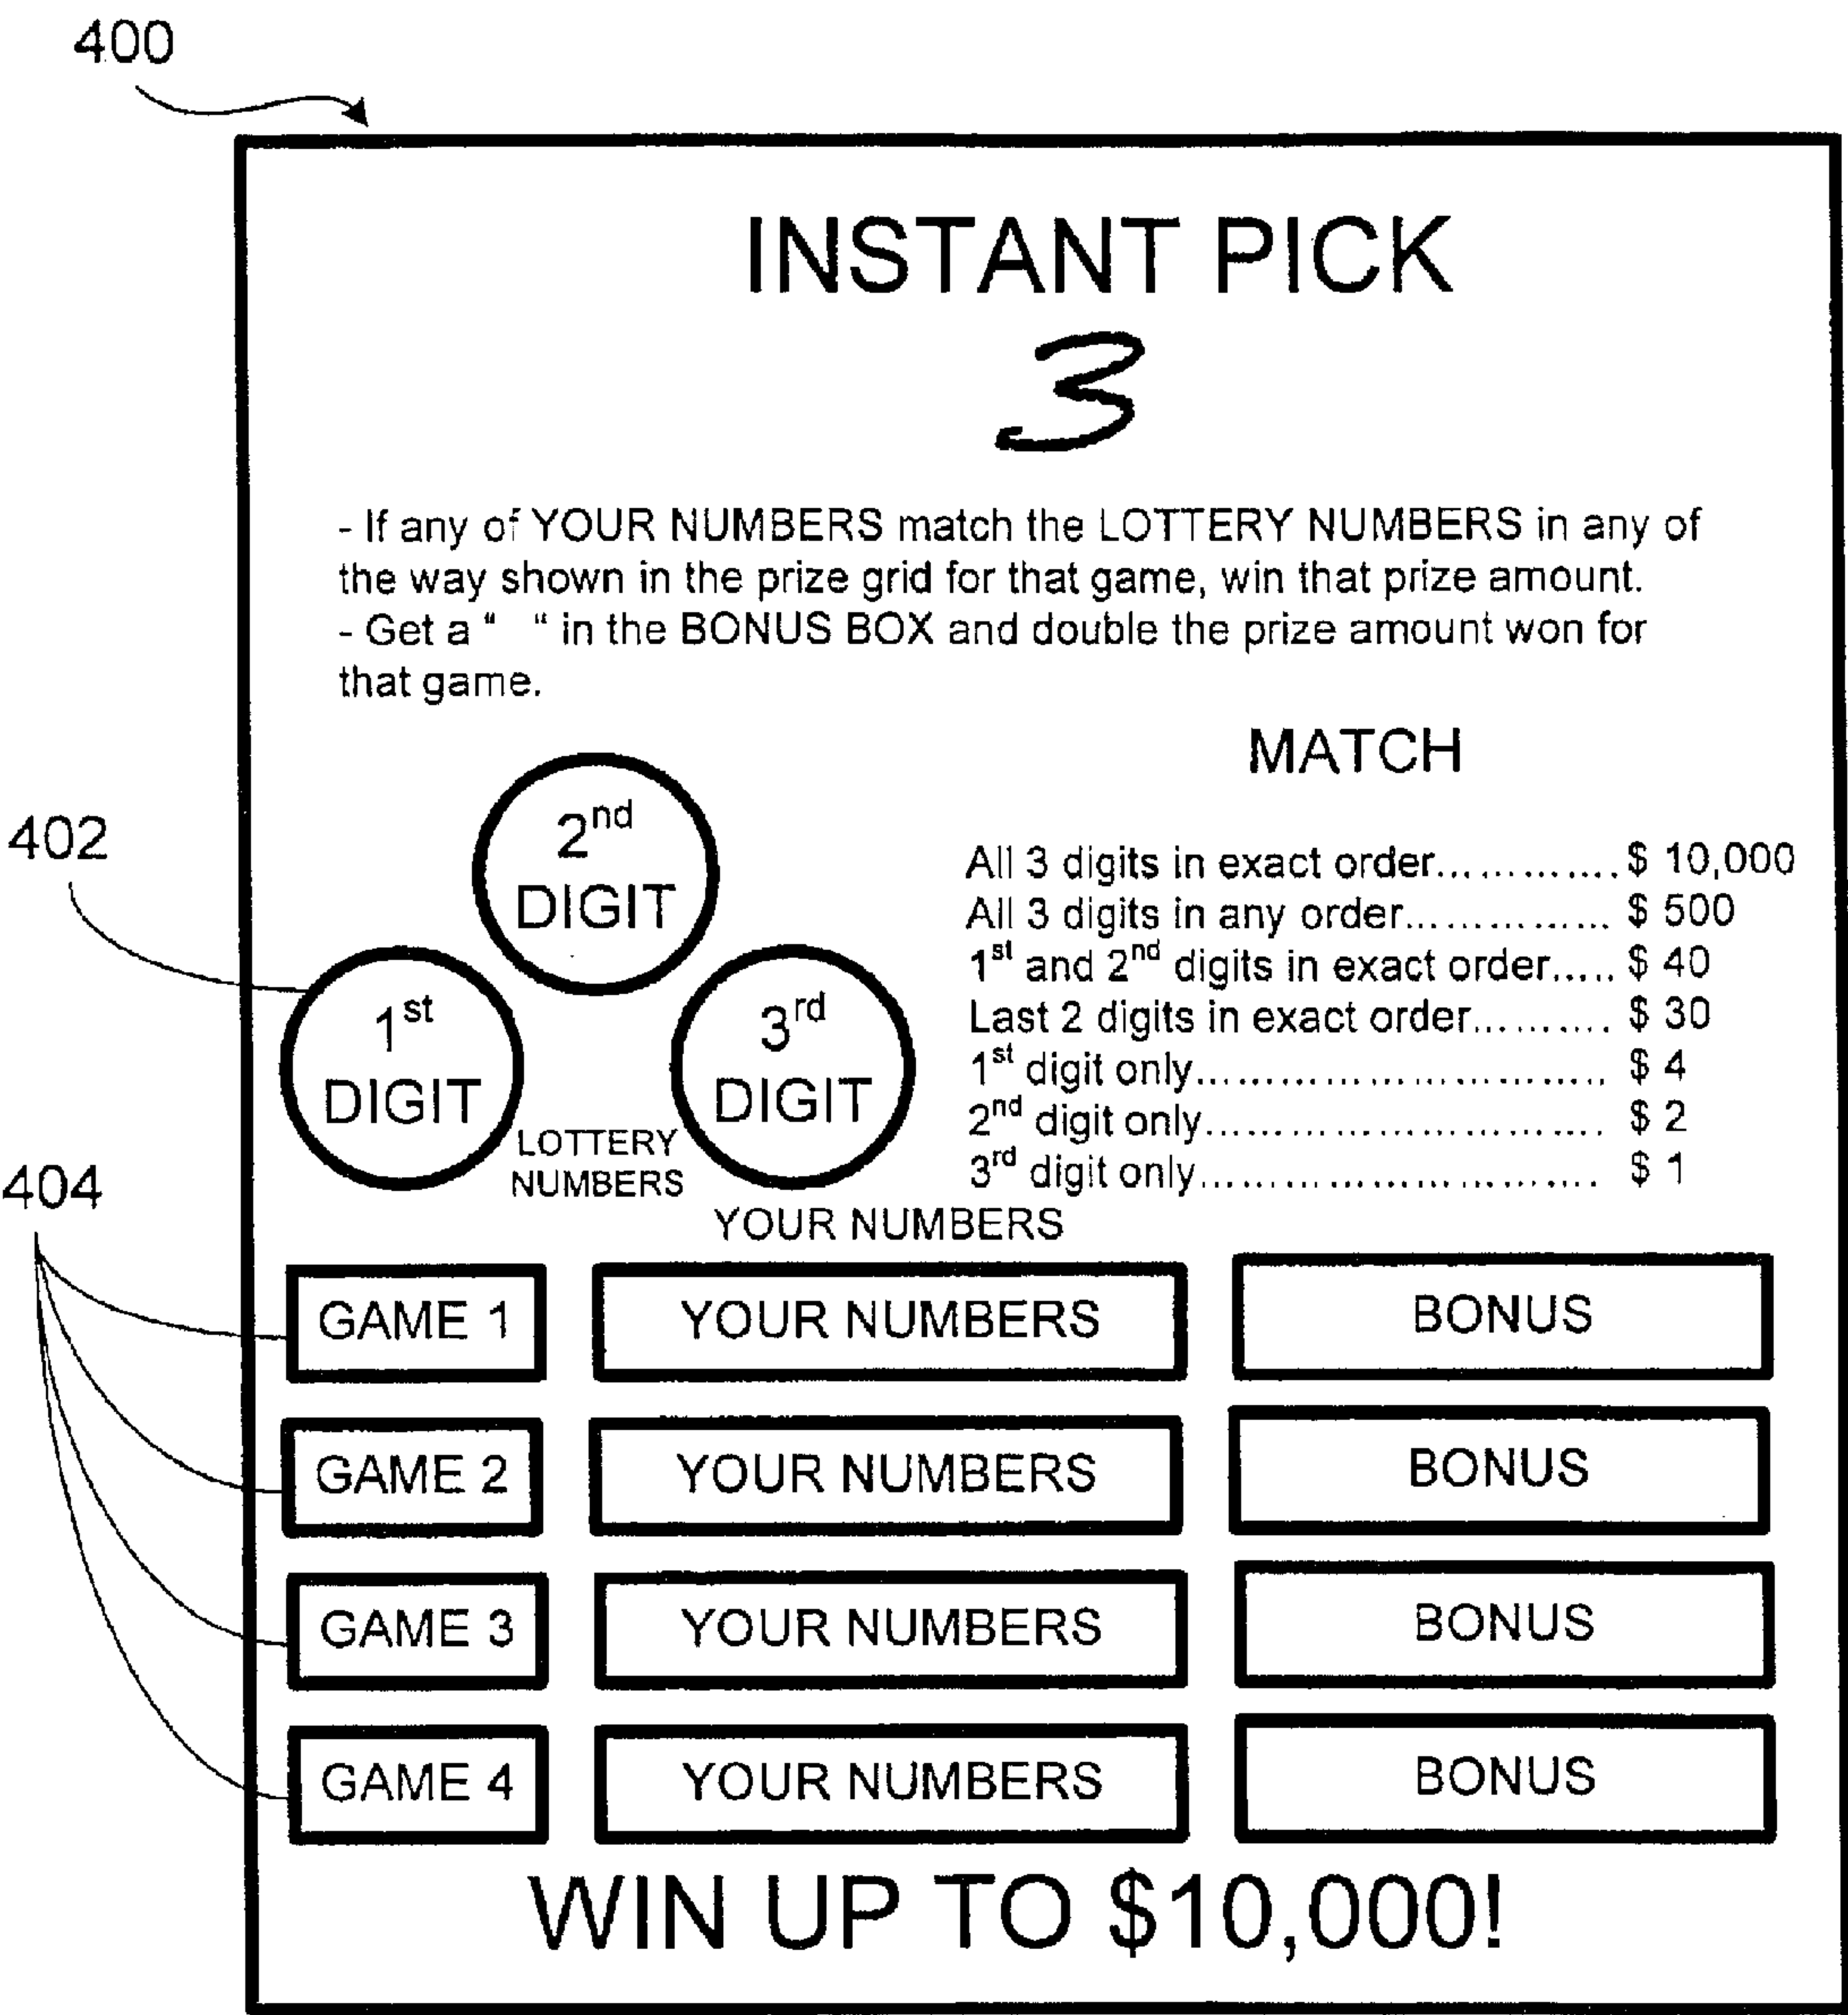 400
INSTANT PICK
3
- If any of YOUR NUMBERS match the LOTTERY NUMBERS in any of
the way shown in the prize grid for that game, win that prize amount.
- Get a “ “ in the BONUS BOX and double the prize amount won for
that game.
MATCH
402
2nd
DIGIT
1st
DIGIT
3rd
DIGIT
LOTTERY
NUMBERS
All 3 digits in exact order............. $ 10,000
All 3 digits in any order............... $ 500
1st and 2nd digits in exact order..... $ 40
Last 2 digits in exact order.......... $ 30
1st digit only............................ $ 4
2nd digit only........................... $ 2
3rd digit only........................... $ 1
404
YOUR NUMBERS
GAME 1 YOUR NUMBERS BONUS
GAME 2 YOUR NUMBERS BONUS
GAME 3 YOUR NUMBERS BONUS
GAME 4 YOUR NUMBERS BONUS
WIN UP TO $10,000!